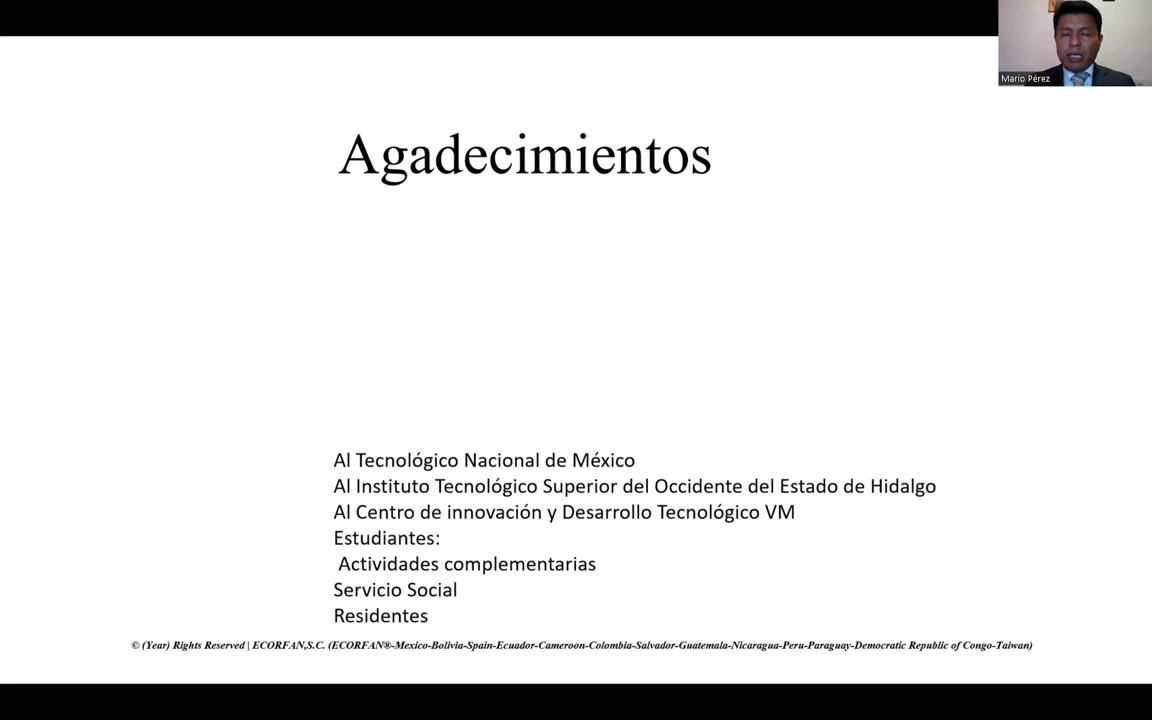 Mario Pérez
Agadecimientos
Al Tecnológico Nacional de México
Al Instituto Tecnológico Superior del Occidente del Estado de Hidalgo
Al Centro de innovación y Desarrollo Tecnológico VM
Estudiantes:
Actividades complementarias
Servicio Social
Residentes
© (Year) Rights Reserved | ECORFAN,S.C. (ECORFAN®-Mexico-Bolivia-Spain-Ecuador-Cameroon-Colombia-Salvador-Guatemala-Nicaragua-Peru-Paraguay-Democratic Republic of Congo-Taiwan)